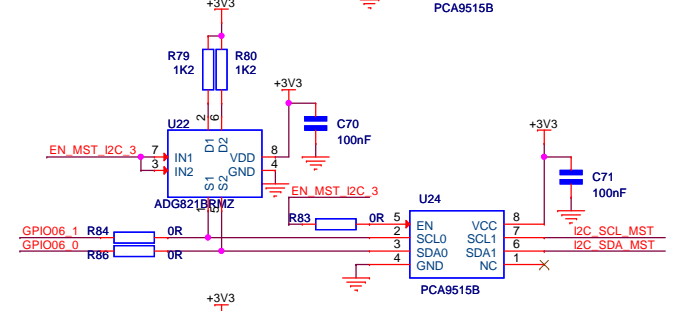 +3V3
PCA9515B
R79
1K2
R80
1K2
+3V3
U22
2
6
D1
D2
C70
100nF
+3V3
EN_MST_I2C_3
7
IN1
3
IN2
VDD
8
GND
4
S1
S2
1
5
ADG821BRMZ
C71
100nF
EN_MST_I2C_3
U24
R83
0R
5
EN
VCC
8
GPIO06_1
R84
0R
2
SCL0
SCL1
7
I2C_SCL_MST
GPIO06_0
R86
0R
3
SDA0
SDA1
6
I2C_SDA_MST
4
GND
NC
1
PCA9515B
+3V3